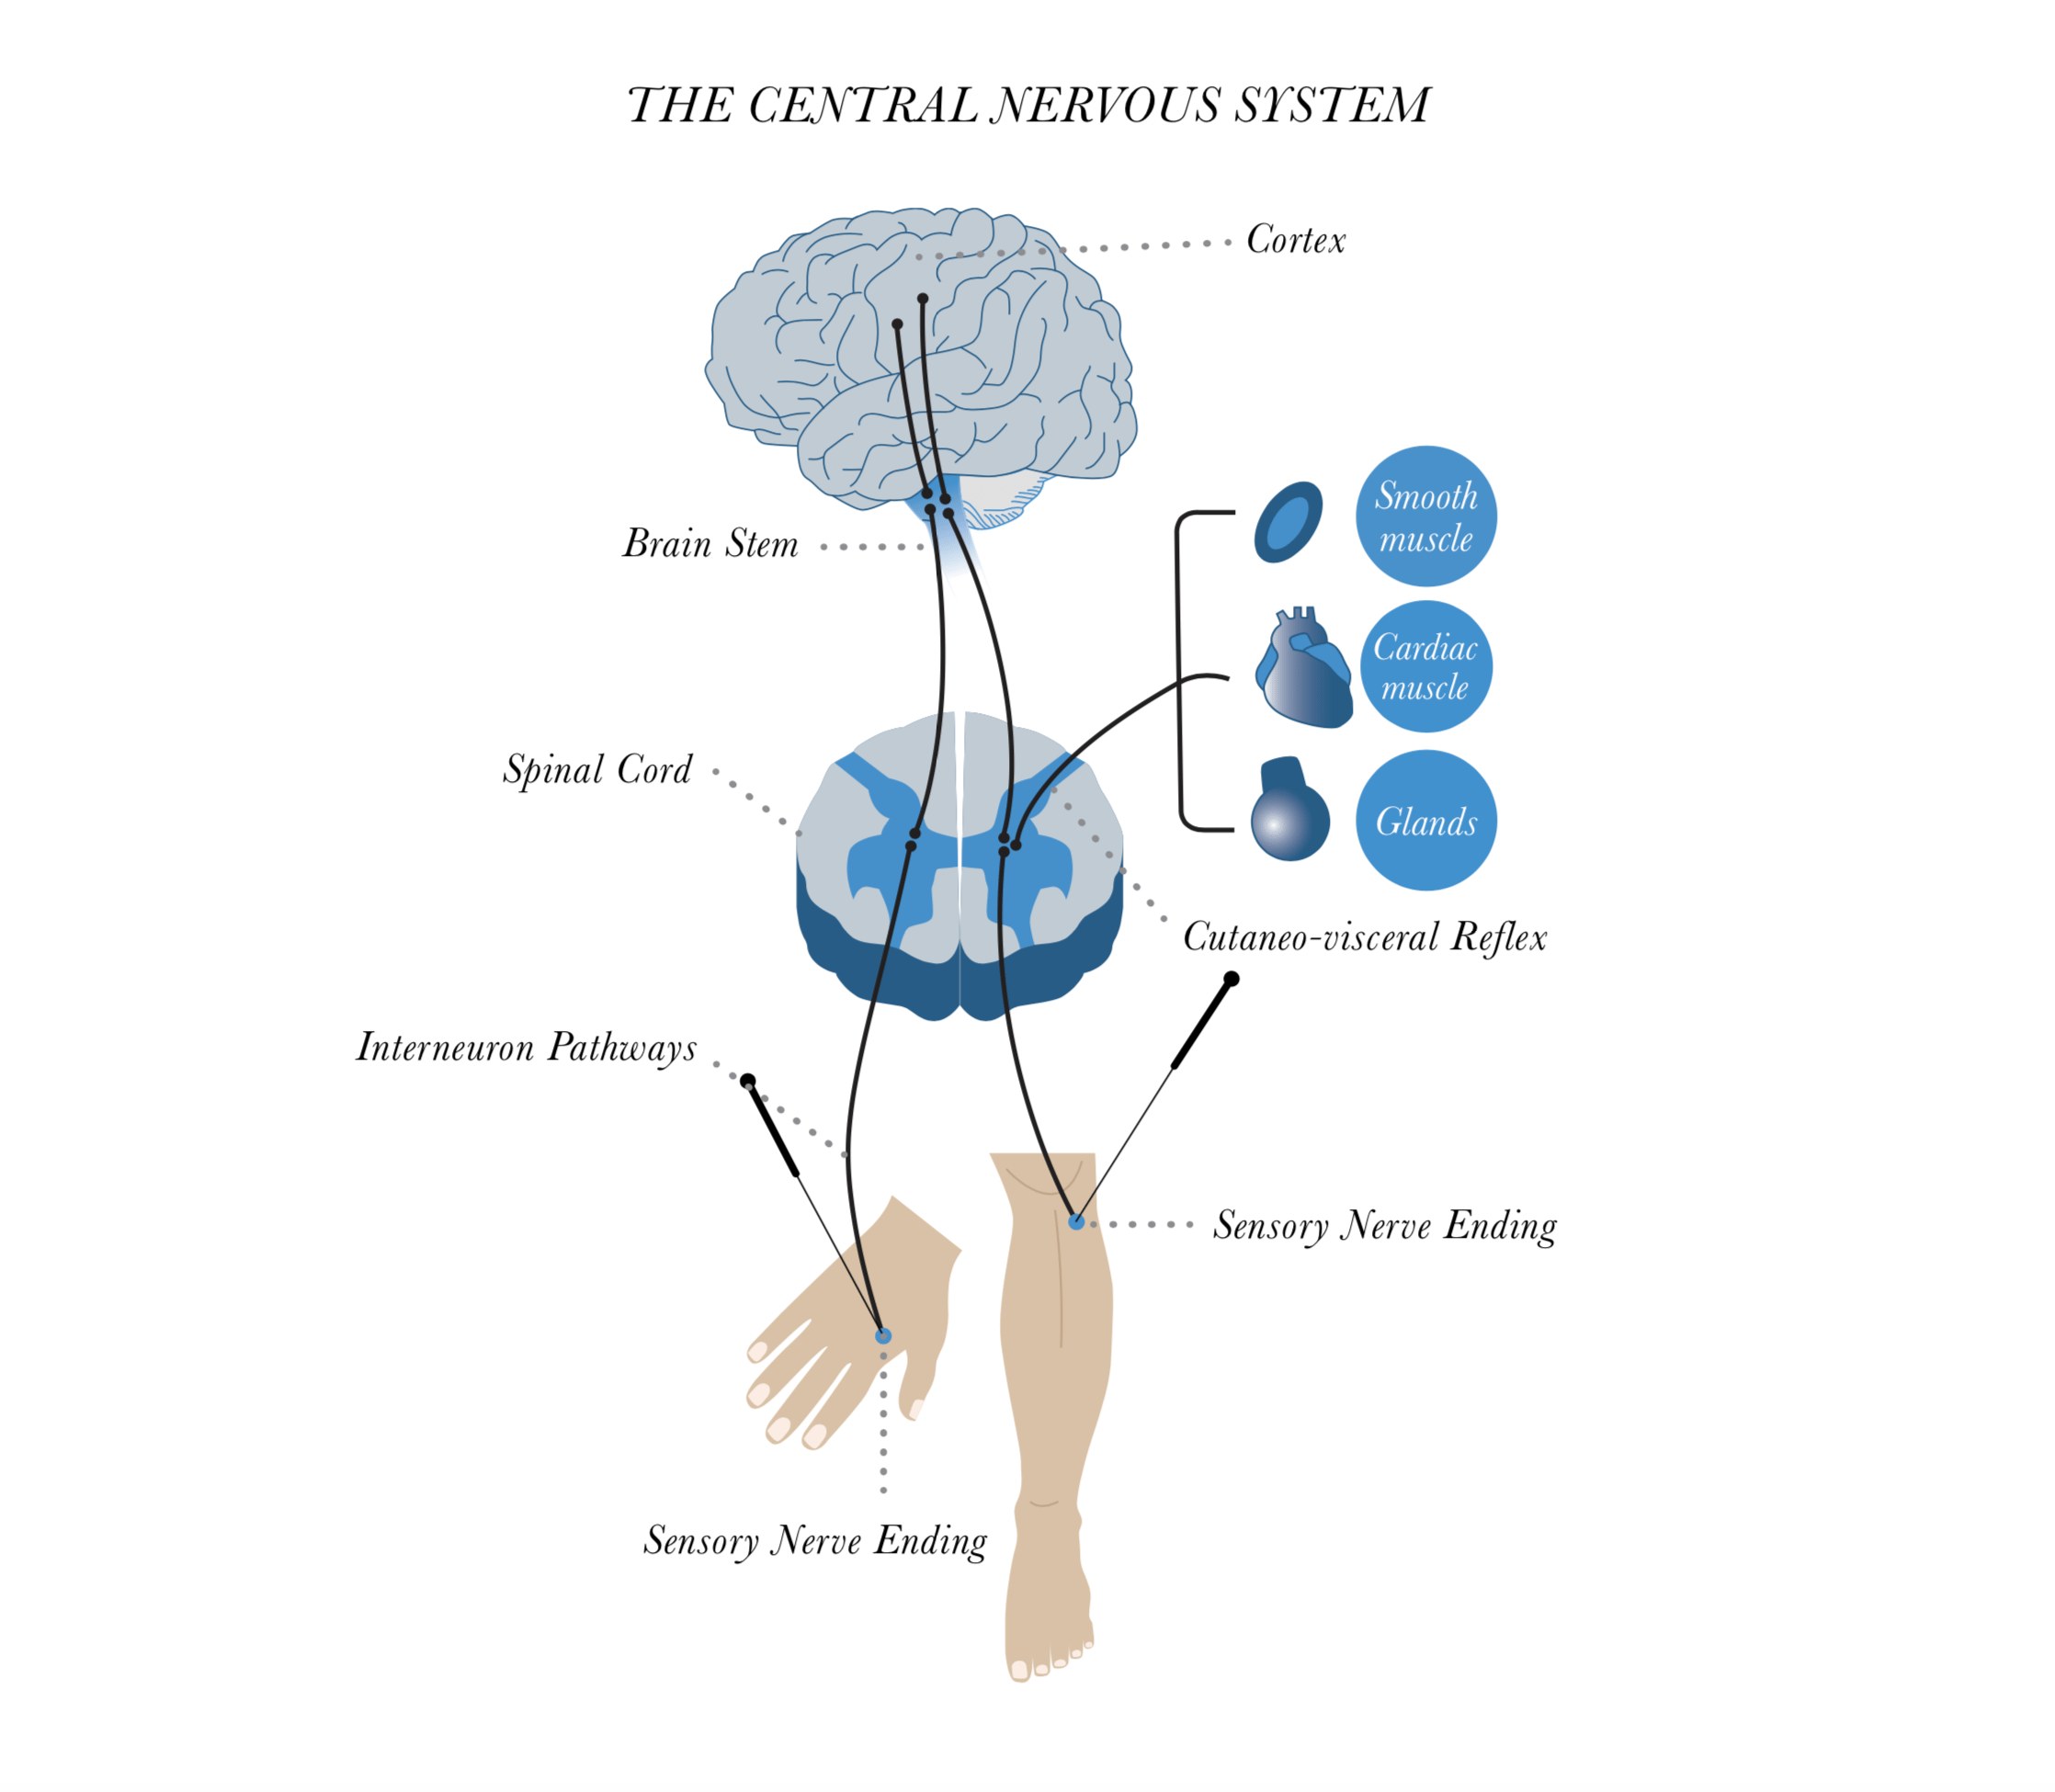 THE CENTRAL NERVOUS SYSTEM
Cortex
Smooth
muscle
Brain Stem
Cardiac
muscle
Spinal Cord
Glands
Cutaneo-visceral Reflex
Interneuron Pathways
Sensory Nerve Ending
Sensory Nerve Ending